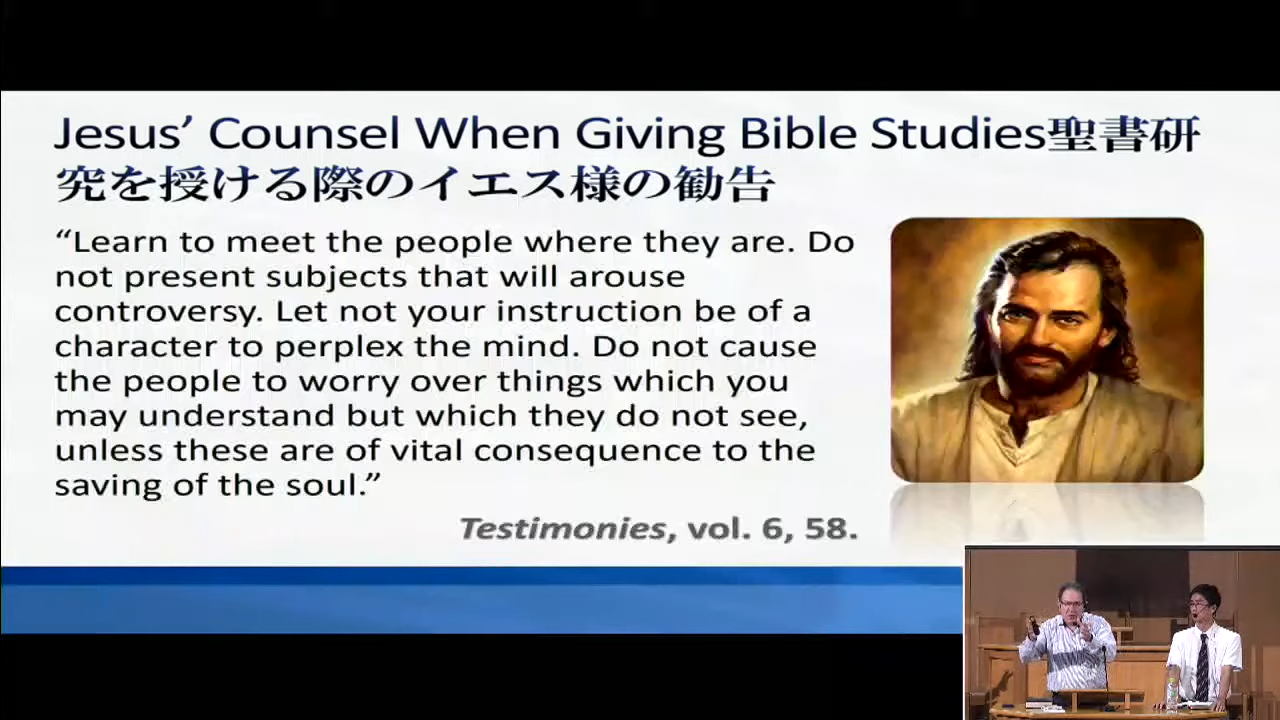 Jesus’ Counsel When Giving Bible Studies聖書研
究を授ける際のイエス様の勧告
“Learn to meet the people where they are. Do
not present subjects that will arouse
controversy. Let not your instruction be of a
character to perplex the mind. Do not cause
the people to worry over things which you
may understand but which they do not see,
unless these are of vital consequence to the
saving of the soul.”
Testimonies, vol. 6, 58.